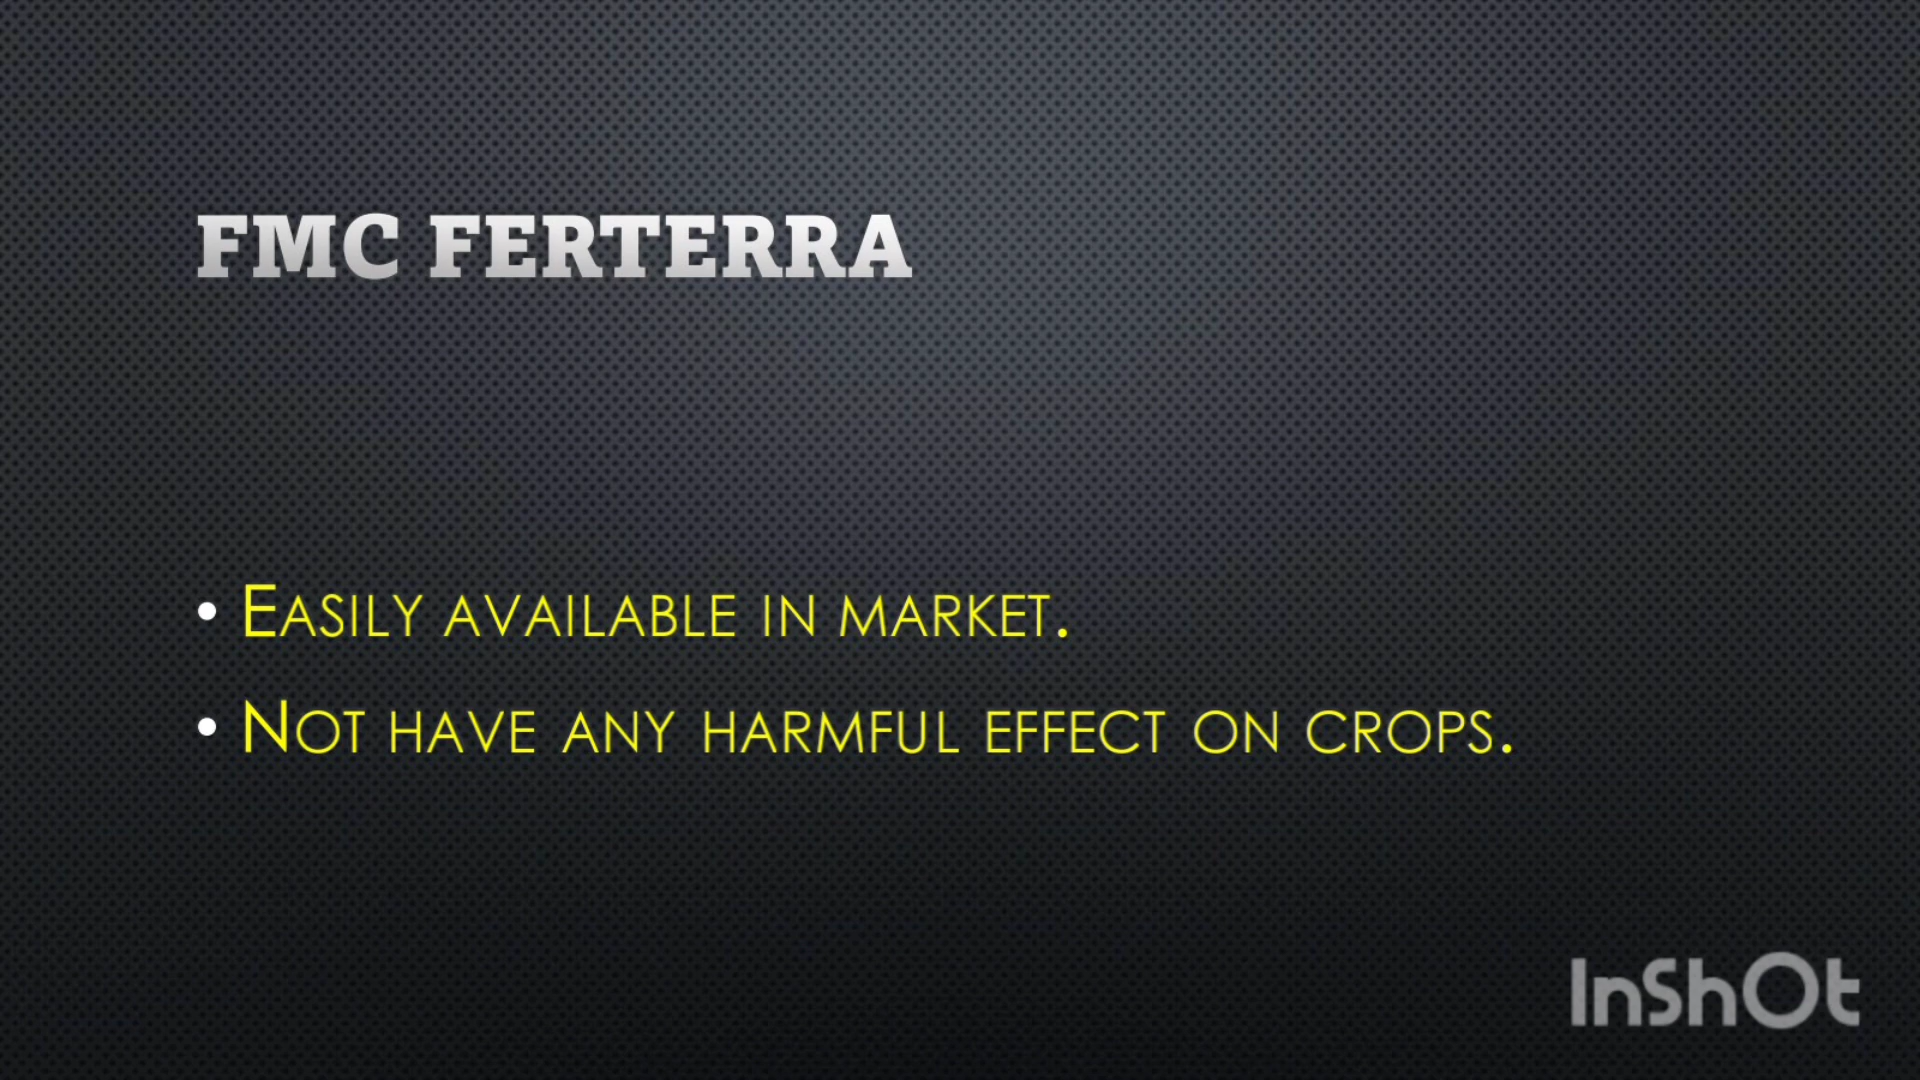 FMC FERTERRA
• EASILY AVAILABLE IN MARKET.
• NOT HAVE ANY HARMFUL EFFECT ON CROPS.
InShOt